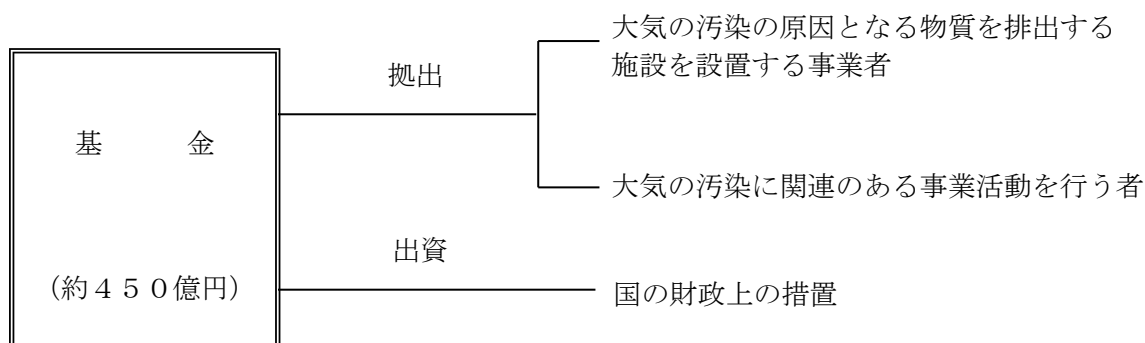 大気の汚染の原因となる物質を排出する
施設を設置する事業者
拠出
基　　金
大気の汚染に関連のある事業活動を行う者
出資
（約４５０億円）
国の財政上の措置